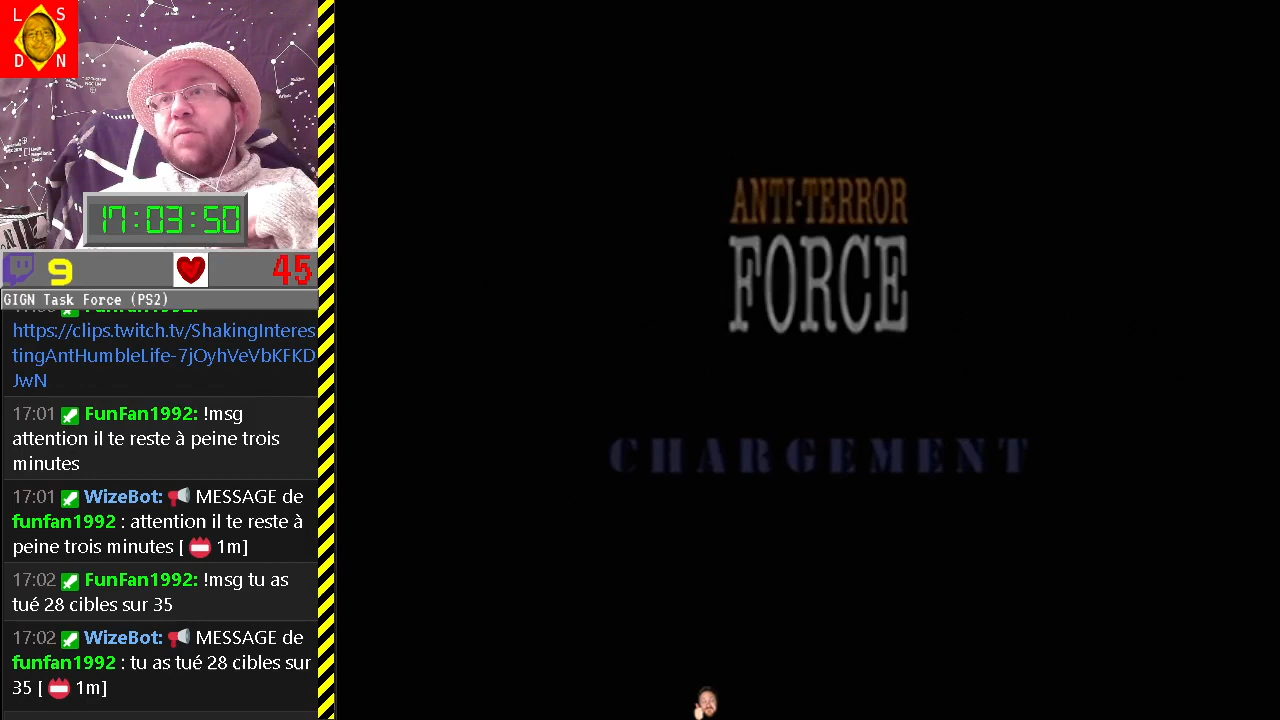 L S
D N
17:03:50
9
45
GIGN Task Force (PS2)
https://clips.twitch.tv/ShakingInteres
tingAntHumbleLife-7jOyhVeVbKFKD
JwN
17:01 FunFan1992: !msg
attention il te reste à peine trois
minutes
17:01 WizeBot: MESSAGE de
funfan1992 : attention il te reste à
peine trois minutes [ 1m]
17:02 FunFan1992: !msg tu as
tué 28 cibles sur 35
17:02 WizeBot: MESSAGE de
funfan1992 : tu as tué 28 cibles sur
35 [ 1m]
ANTI-TERROR
FORCE
CHARGEMENT